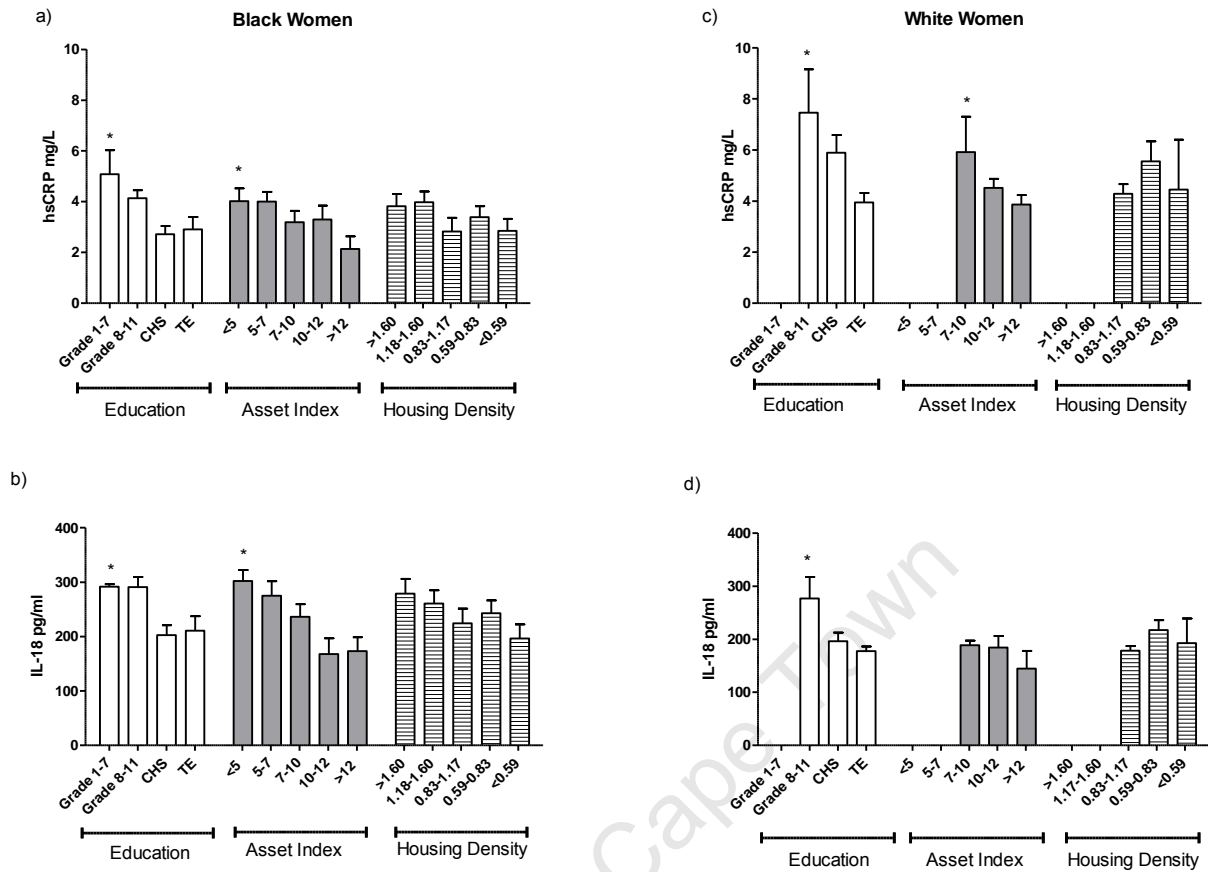 a)
Black Women
10
8
6
4
2
0
hsCRP mg/L
*
*
Grade 1-7
Grade 8-11
CHS
TE
<5
5-7
7-10
10-12
>12
>1.60
1.18-1.60
0.83-1.17
0.59-0.83
<0.59
Education
Asset Index
Housing Density
c)
White Women
10
8
6
4
2
0
hsCRP mg/L
*
*
Grade 1-7
Grade 8-11
CHS
TE
<5
5-7
7-10
10-12
>12
>1.60
1.18-1.60
0.83-1.17
0.59-0.83
<0.59
Education
Asset Index
Housing Density
b)
400
300
200
100
0
IL-18 pg/ml
*
*
Grade 1-7
Grade 8-11
CHS
TE
<5
5-7
7-10
10-12
>12
>1.60
1.18-1.60
0.83-1.17
0.59-0.83
<0.59
Education
Asset Index
Housing Density
d)
400
300
200
100
0
IL-18 pg/ml
*
Grade 1-7
Grade 8-11
CHS
TE
<5
5-7
7-10
10-12
>12
>1.60
1.17-1.60
0.83-1.17
0.59-0.83
<0.59
Education
Asset Index
Housing Density
Cape Town